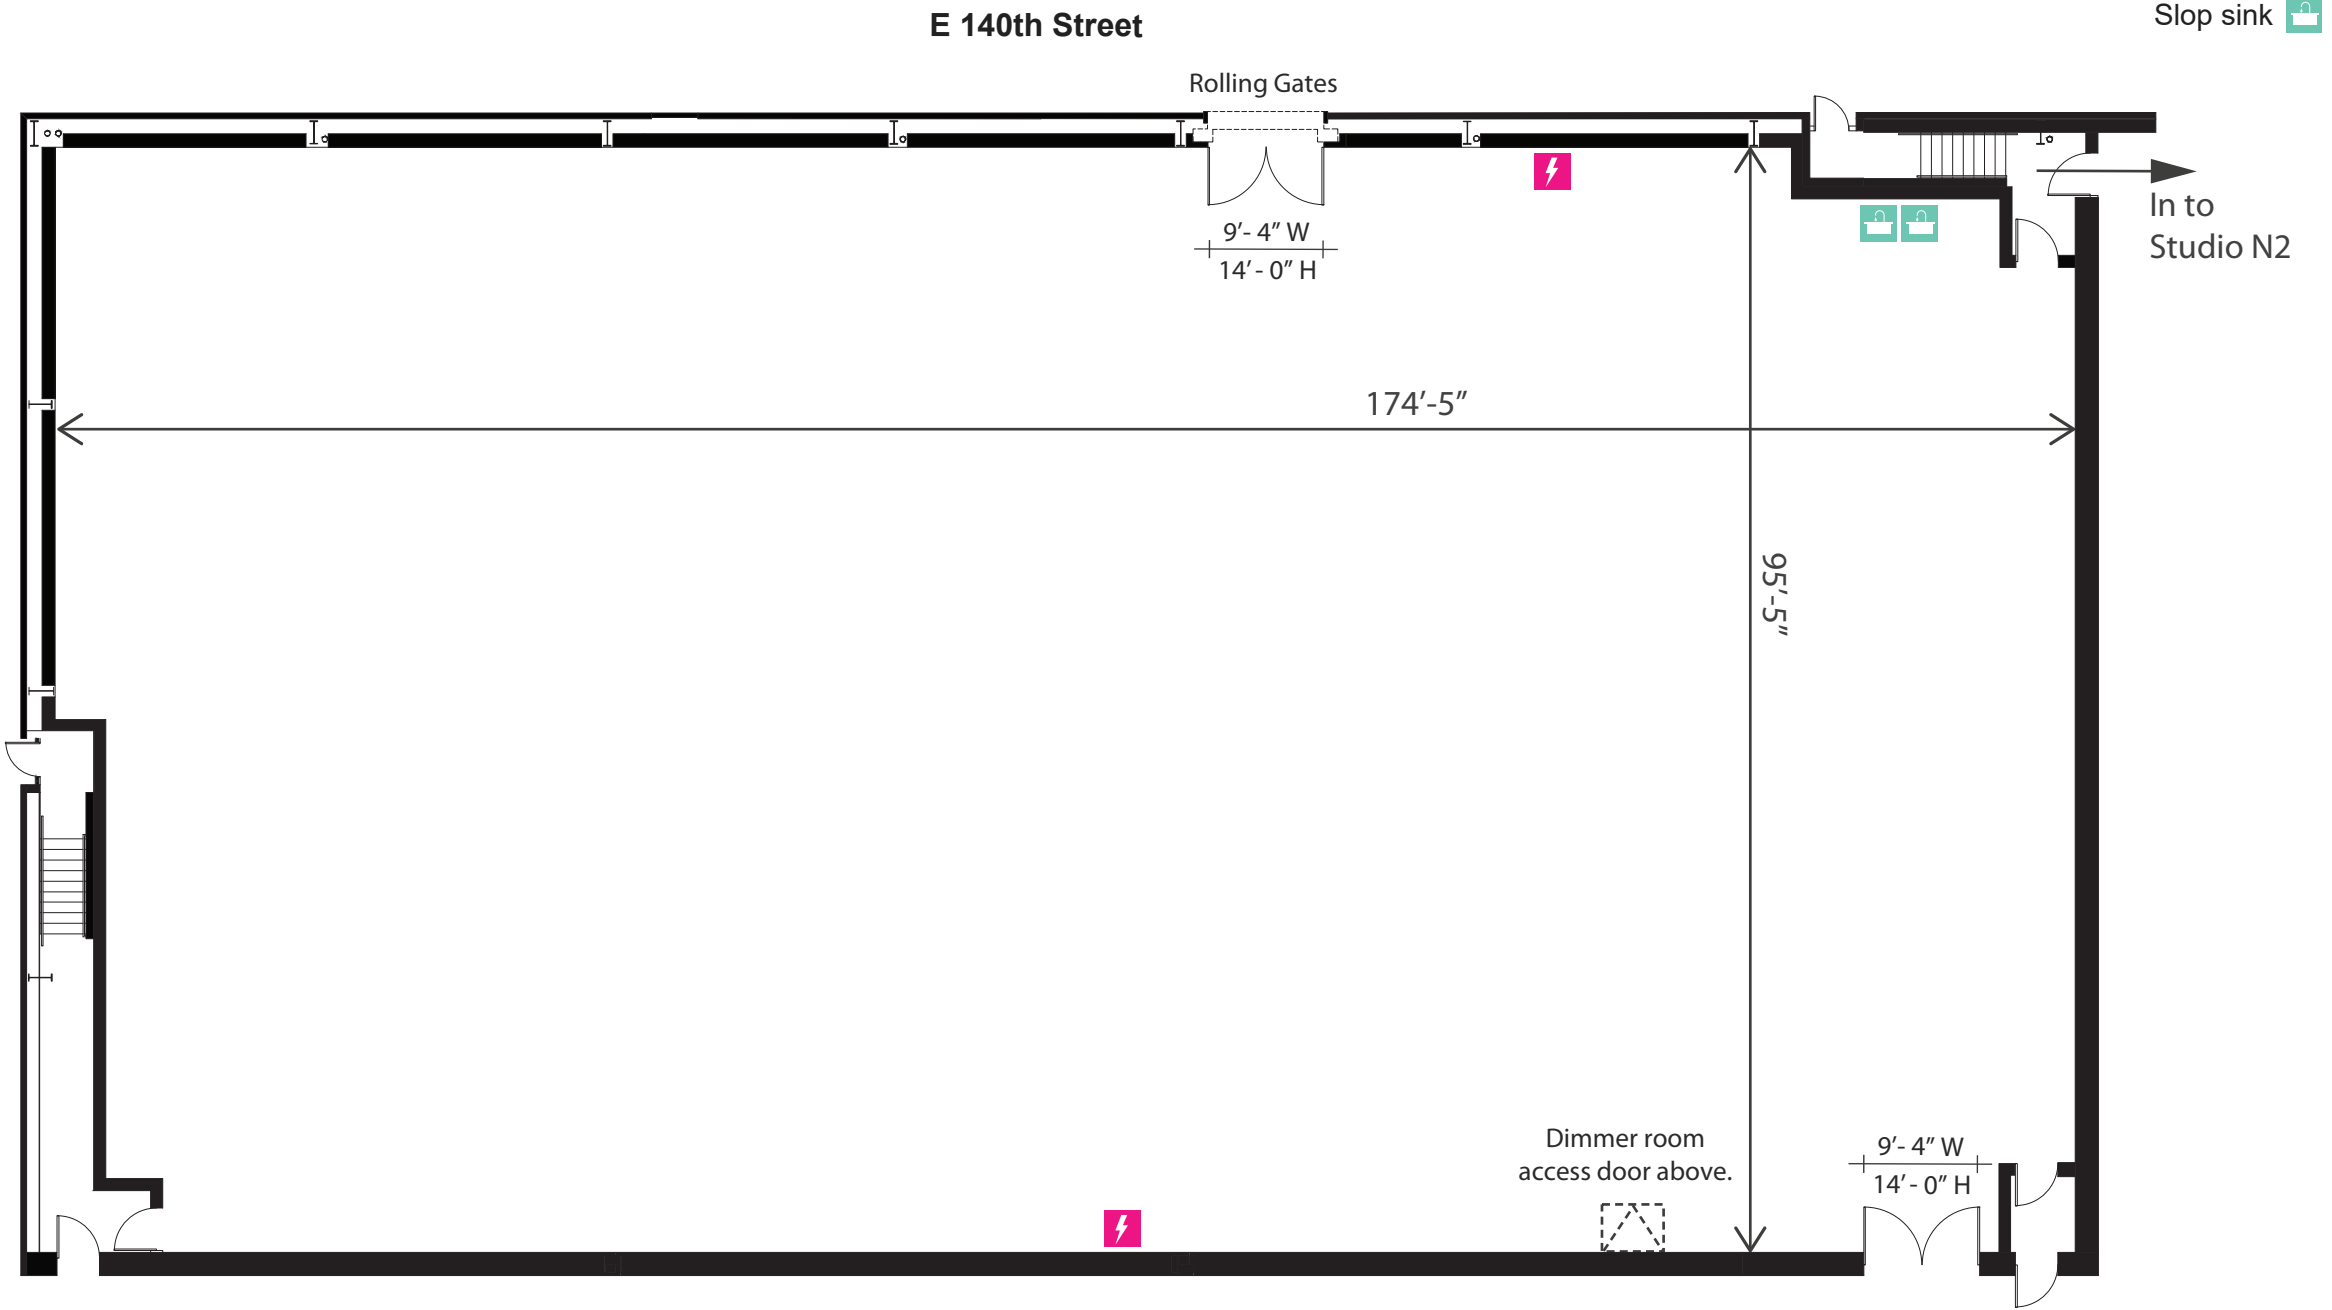 E 140th Street
Slop sink
Rolling Gates
In to
Studio N2
9’- 4” W
14’ - 0” H
174’-5”
95’-5”
Dimmer room
access door above.
9’- 4” W
14’ - 0” H